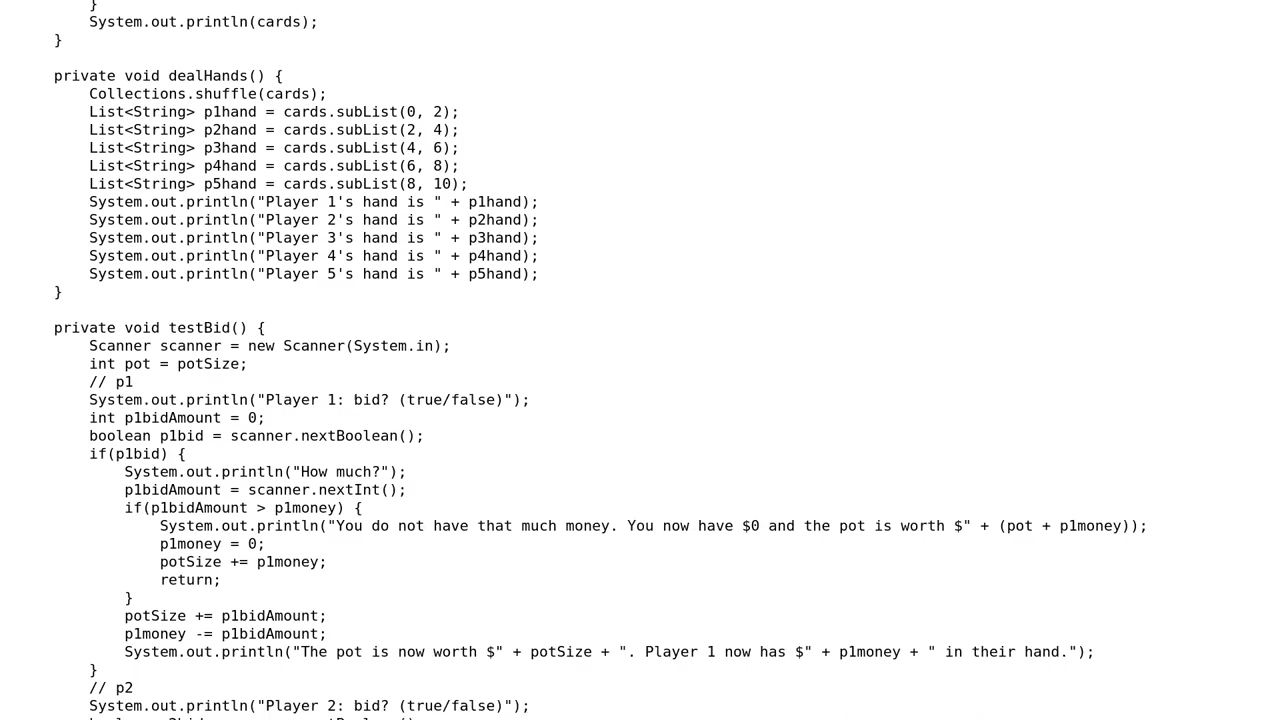 }
System.out.println(cards);
}
private void dealHands() {
Collections.shuffle(cards);
List<String> p1hand = cards.subList(0, 2);
List<String> p2hand = cards.subList(2, 4);
List<String> p3hand = cards.subList(4, 6);
List<String> p4hand = cards.subList(6, 8);
List<String> p5hand = cards.subList(8, 10);
System.out.println("Player 1's hand is " + p1hand);
System.out.println("Player 2's hand is " + p2hand);
System.out.println("Player 3's hand is " + p3hand);
System.out.println("Player 4's hand is " + p4hand);
System.out.println("Player 5's hand is " + p5hand);
}
private void testBid() {
Scanner scanner = new Scanner(System.in);
int pot = potSize;
// p1
System.out.println("Player 1: bid? (true/false)");
int p1bidAmount = 0;
boolean p1bid = scanner.nextBoolean();
if(p1bid) {
System.out.println("How much?");
p1bidAmount = scanner.nextInt();
if(p1bidAmount > p1money) {
System.out.println("You do not have that much money. You now have $0 and the pot is worth $" + (pot + p1money));
p1money = 0;
potSize += p1money;
return;
}
potSize += p1bidAmount;
p1money -= p1bidAmount;
System.out.println("The pot is now worth $" + potSize + ". Player 1 now has $" + p1money + " in their hand.");
}
// p2
System.out.println("Player 2: bid? (true/false)");